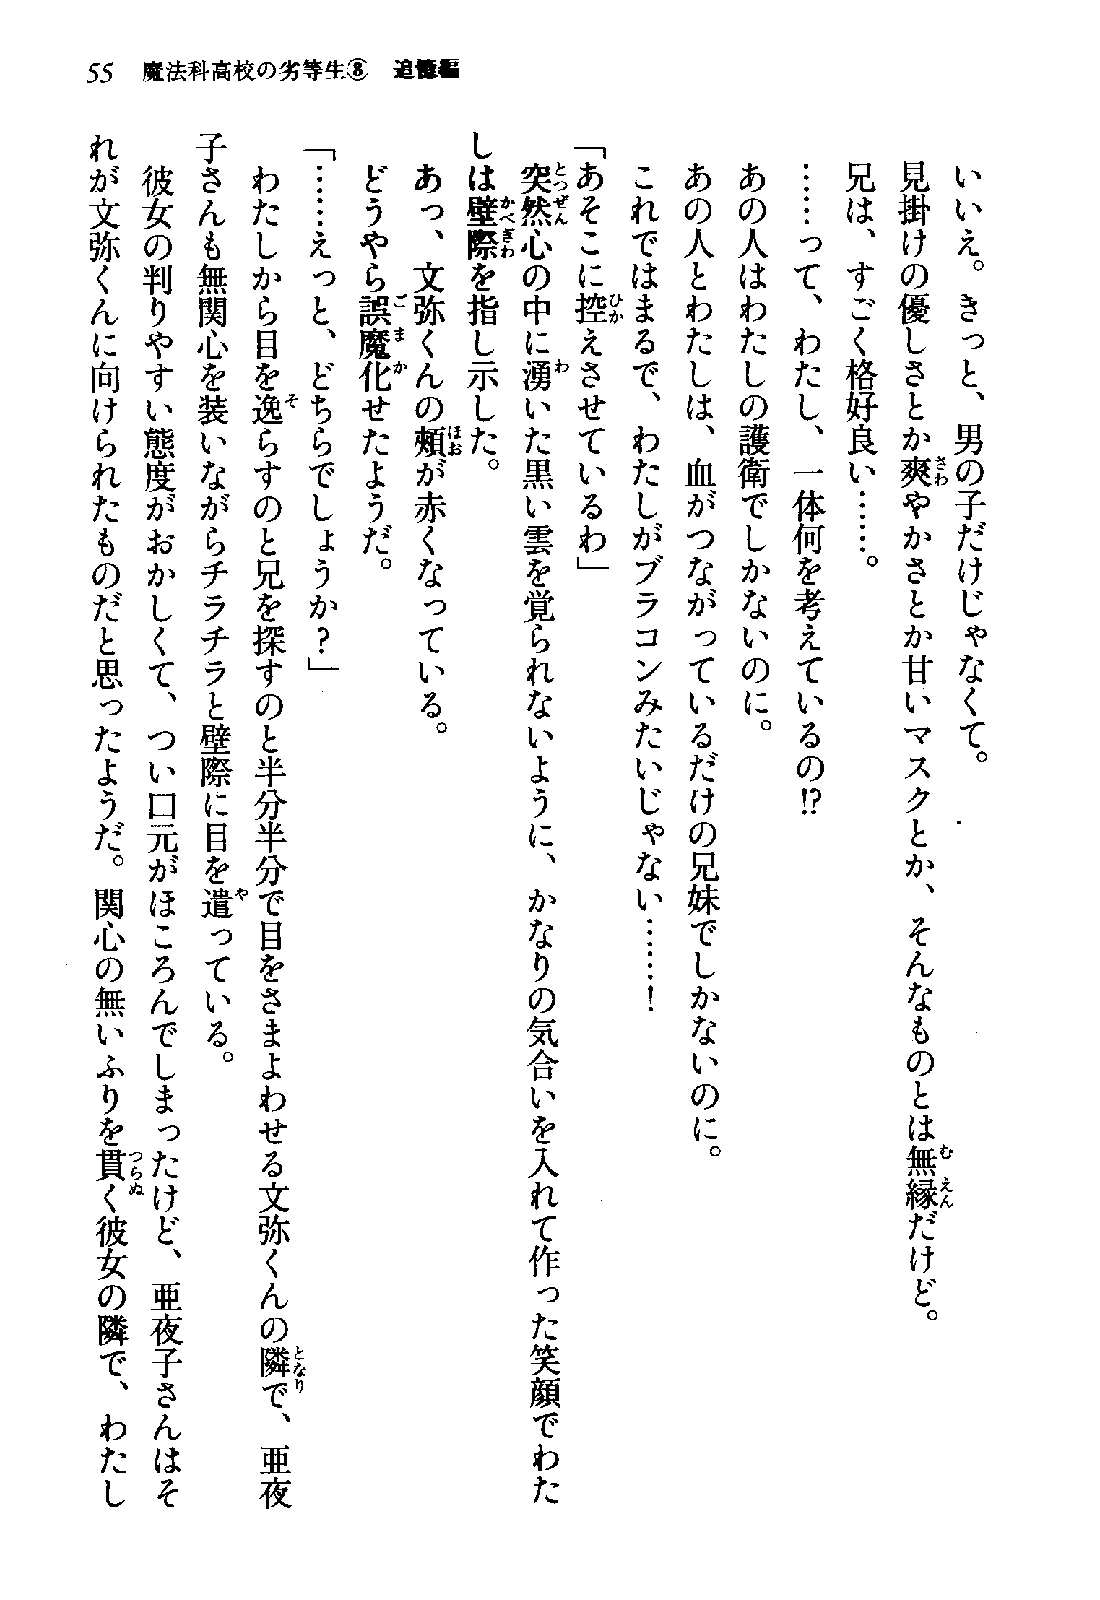 55　魔法科高校の劣等生⑧　追憶編
いいえ。きっと、男の子だけじゃなくて。
見掛けの優しさとか爽やかさとか甘いマスクとか、そんなものとは無縁だけど。
兄は、すごく格好良い……。
……って、わたし、一体何を考えているの!?
あの人はわたしの護衛でしかないのに。
あの人とわたしは、血がつながっているだけの兄妹でしかないのに。
これではまるで、わたしがブラコンみたいじゃない……！
「あそこに控えさせているわ」
突然心の中に湧いた黒い雲を覚られないように、かなりの気合いを入れて作った笑顔でわた
しは壁際を指し示した。
あっ、文弥くんの頬が赤くなっている。
どうやら誤魔化せたようだ。
「……えっと、どちらでしょうか？」
わたしから目を逸らすのと兄を探すのと半分半分で目をさまよわせる文弥くんの隣で、亜夜
子さんも無関心を装いながらチラチラと壁際に目を遣っている。
彼女の判りやすい態度がおかしくて、つい口元がほころんでしまったけど、亜夜子さんはそ
れが文弥くんに向けられたものだと思ったようだ。関心の無いふりを貫く彼女の隣で、わたし